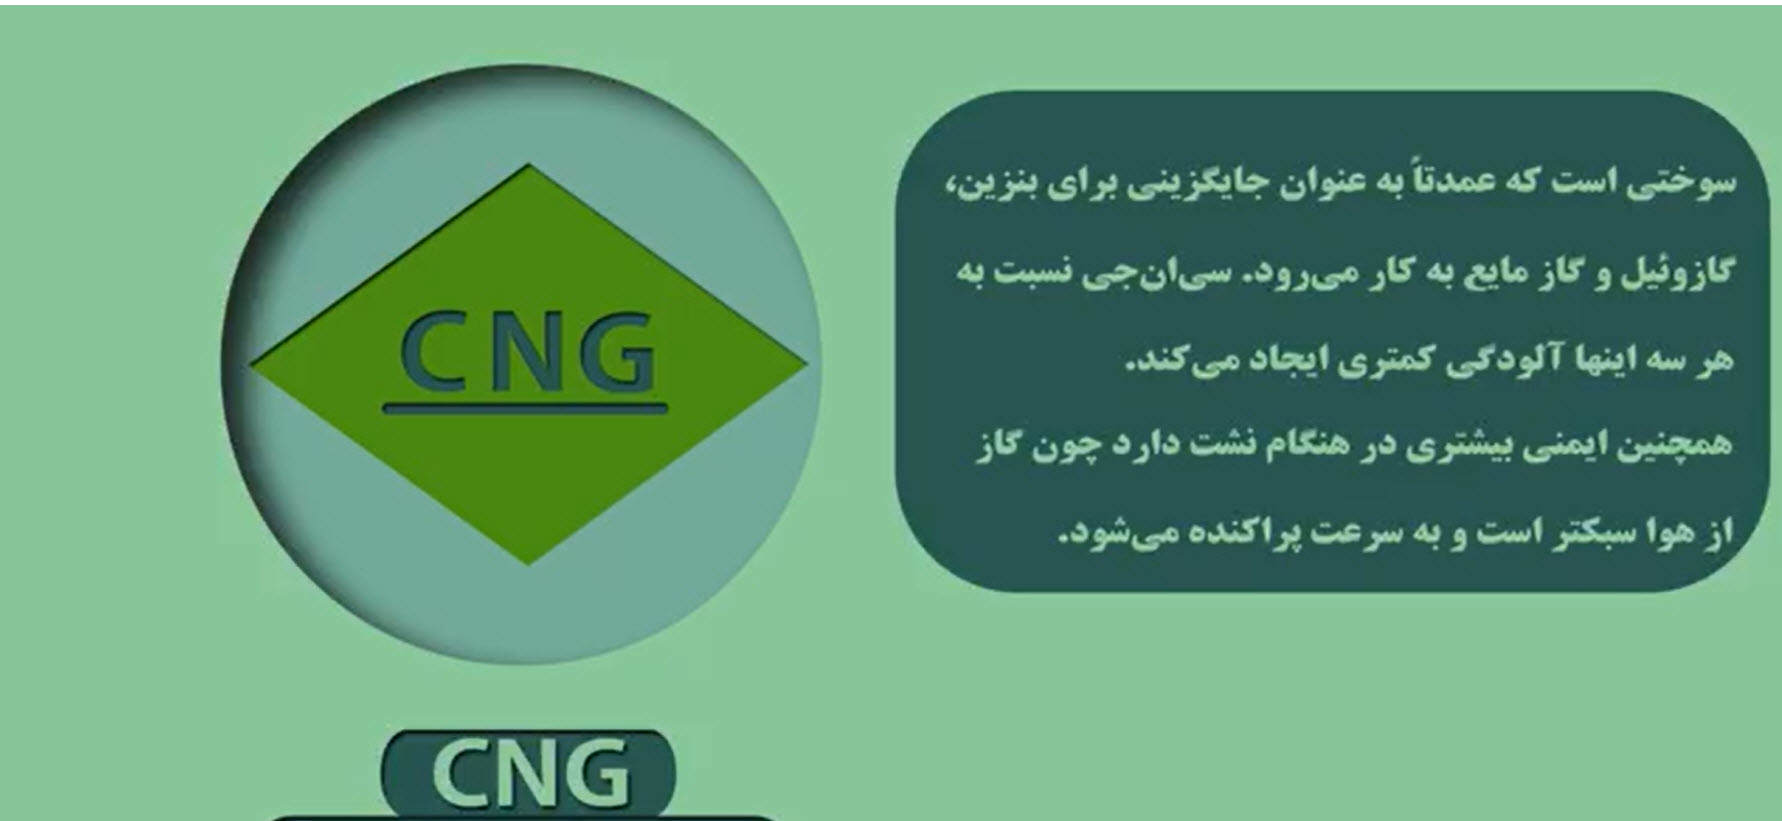 سوختی است که عمدتاً به عنوان جایگزینی برای بنزین،
گازوئیل و گاز مایع به کار می‌رود. سی‌ان‌جی نسبت به
هر سه اینها آلودگی کمتری ایجاد می‌کند.
همچنین ایمنی بیشتری در هنگام نشت دارد چون گاز
از هوا سبکتر است و به سرعت پراکنده می‌شود.
CNG
CNG